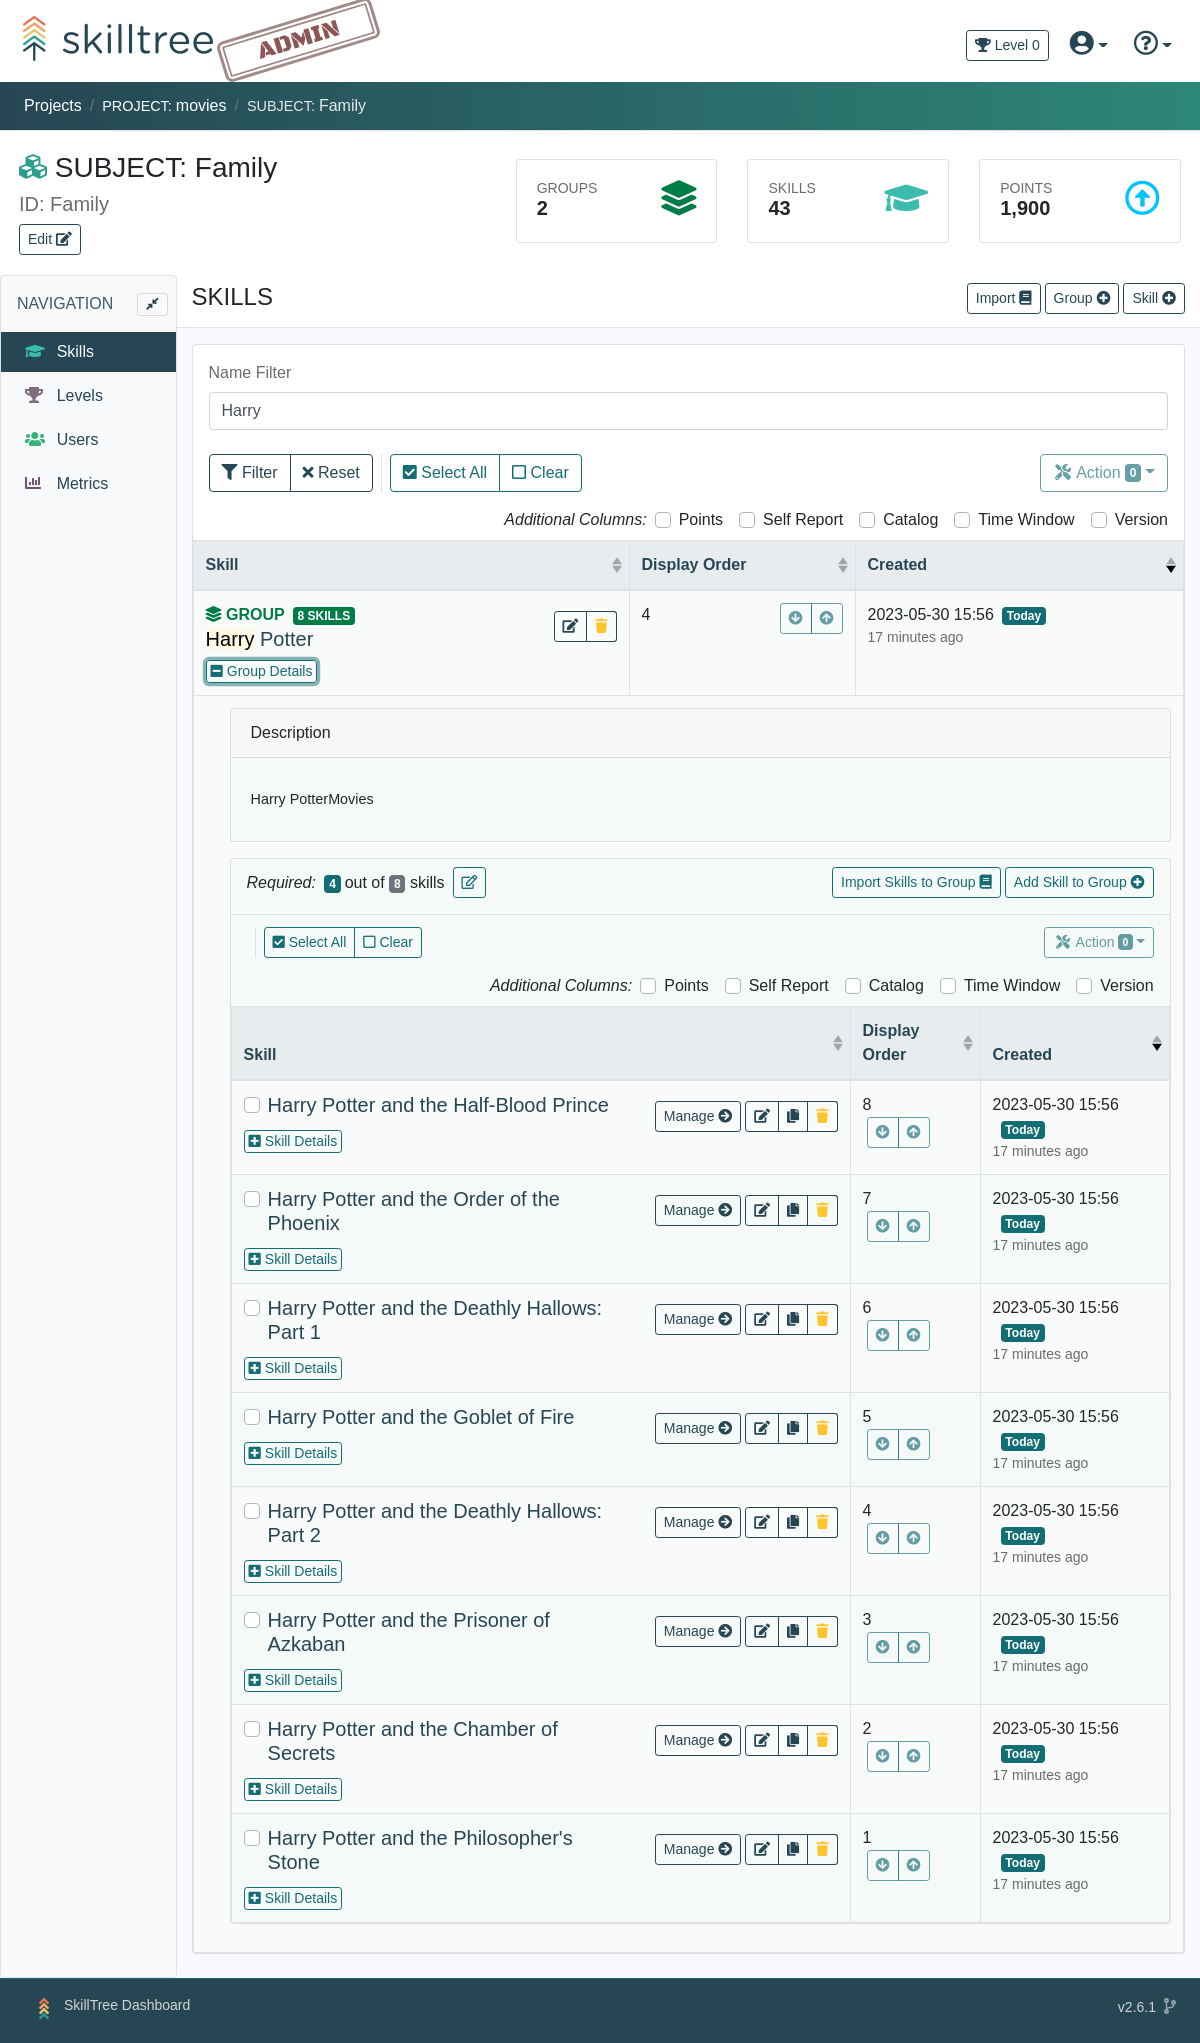 skilltree ADMIN
Level 0
Projects / PROJECT: movies / SUBJECT: Family
SUBJECT: Family
ID: Family
Edit
GROUPS
2
SKILLS
43
POINTS
1,900
NAVIGATION
Skills
Levels
Users
Metrics
SKILLS
Import Group Skill
Name Filter
Harry
Filter Reset Select All Clear Action 0
Additional Columns: Points Self Report Catalog Time Window Version
Skill Display Order Created
GROUP 8 SKILLS
Harry Potter
Group Details
4
2023-05-30 15:56 Today
17 minutes ago
Description
Harry PotterMovies
Required: 4 out of 8 skills
Import Skills to Group Add Skill to Group
Select All Clear Action 0
Additional Columns: Points Self Report Catalog Time Window Version
Skill Display Order Created
Harry Potter and the Half-Blood Prince
Skill Details
Manage
8
2023-05-30 15:56
Today
17 minutes ago
Harry Potter and the Order of the
Phoenix
Skill Details
Manage
7
2023-05-30 15:56
Today
17 minutes ago
Harry Potter and the Deathly Hallows:
Part 1
Skill Details
Manage
6
2023-05-30 15:56
Today
17 minutes ago
Harry Potter and the Goblet of Fire
Skill Details
Manage
5
2023-05-30 15:56
Today
17 minutes ago
Harry Potter and the Deathly Hallows:
Part 2
Skill Details
Manage
4
2023-05-30 15:56
Today
17 minutes ago
Harry Potter and the Prisoner of
Azkaban
Skill Details
Manage
3
2023-05-30 15:56
Today
17 minutes ago
Harry Potter and the Chamber of
Secrets
Skill Details
Manage
2
2023-05-30 15:56
Today
17 minutes ago
Harry Potter and the Philosopher's
Stone
Skill Details
Manage
1
2023-05-30 15:56
Today
17 minutes ago
SkillTree Dashboard
v2.6.1